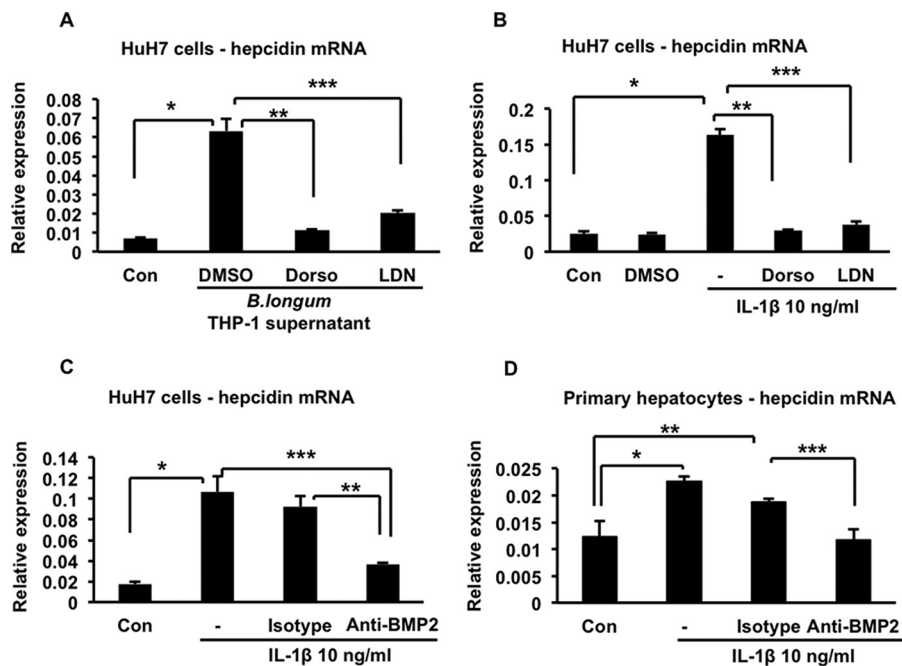 A
HuH7 cells - hepcidin mRNA
Relative expression
0.08
0.07
0.06
0.05
0.04
0.03
0.02
0.01
0
*
**
***
Con DMSO Dorso LDN
B.longum
THP-1 supernatant
B
HuH7 cells - hepcidin mRNA
Relative expression
0.2
0.15
0.1
0.05
0
*
**
***
Con DMSO - Dorso LDN
IL-1β 10 ng/ml
C
HuH7 cells - hepcidin mRNA
Relative expression
0.14
0.12
0.1
0.08
0.06
0.04
0.02
0
*
***
**
Con - Isotype Anti-BMP2
IL-1β 10 ng/ml
D
Primary hepatocytes - hepcidin mRNA
Relative expression
0.025
0.02
0.015
0.01
0.005
0
**
*
***
Con - Isotype Anti-BMP2
IL-1β 10 ng/ml